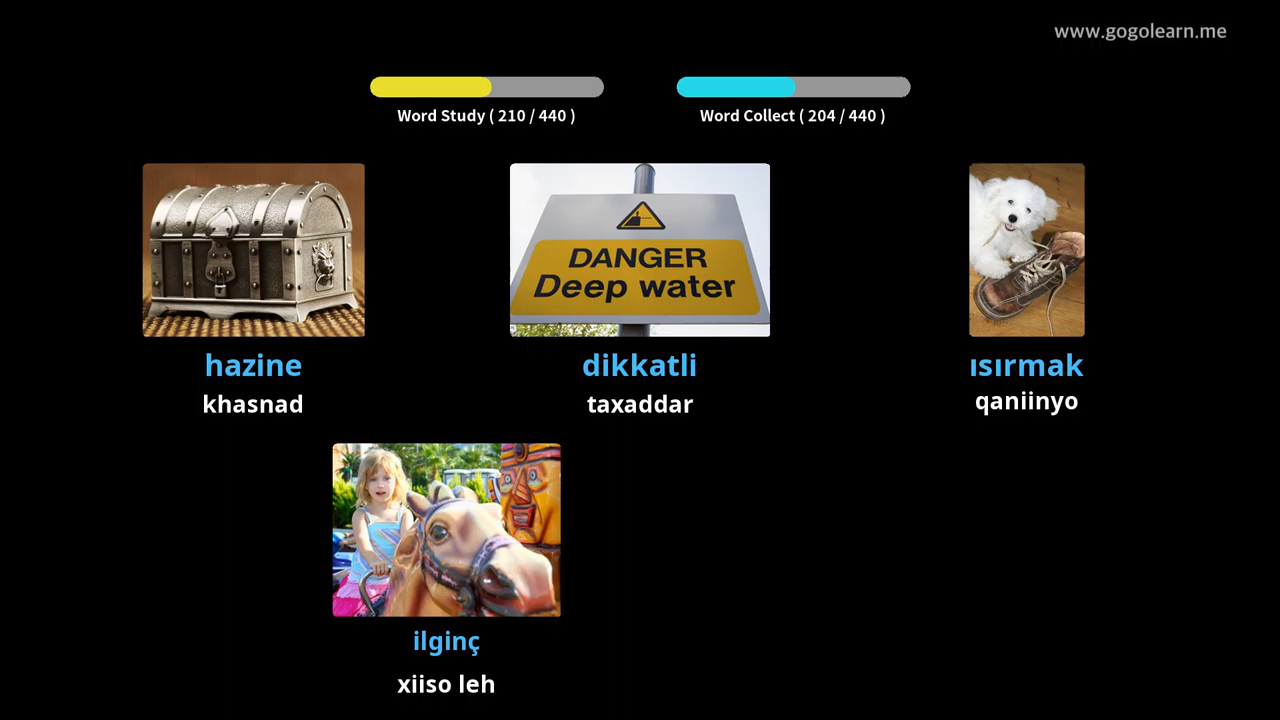 www.gogolearn.me
Word Study ( 210 / 440 )
Word Collect ( 204 / 440 )
DANGER
Deep water
hazine
dikkatli
ısırmak
khasnad
taxaddar
qaniinyo
ilginç
xiiso leh